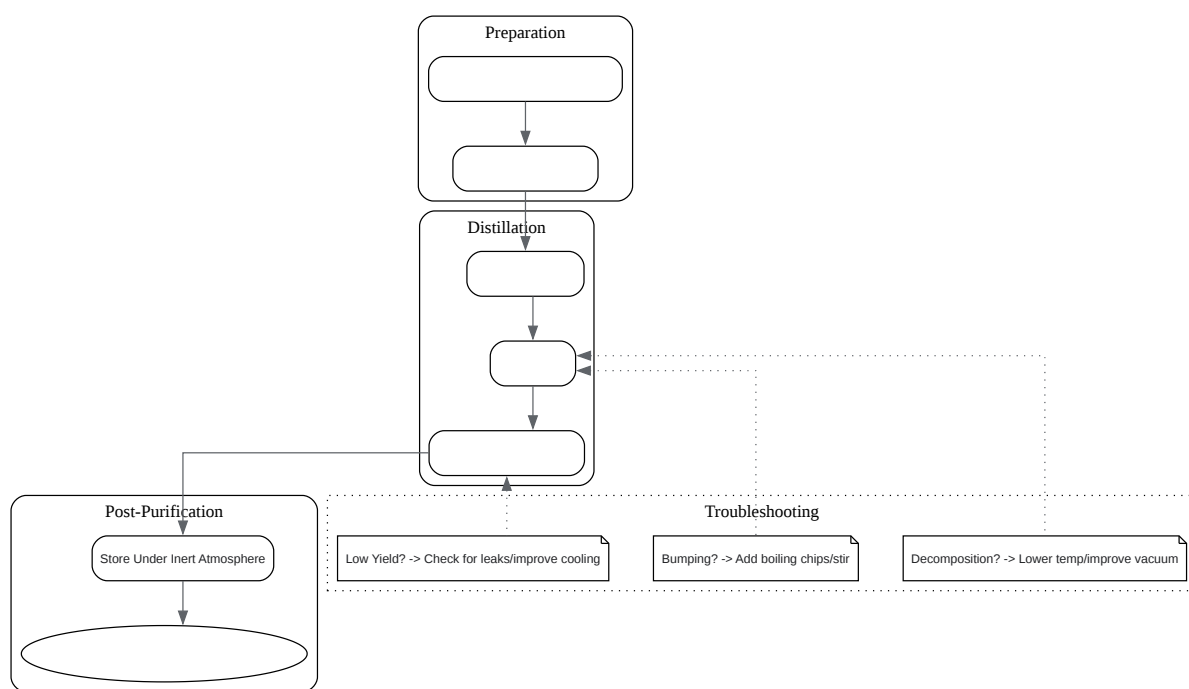 Preparation
Distillation
Post-Purification
Troubleshooting
Store Under Inert Atmosphere
Low Yield? -> Check for leaks/improve cooling
Bumping? -> Add boiling chips/stir
Decomposition? -> Lower temp/improve vacuum